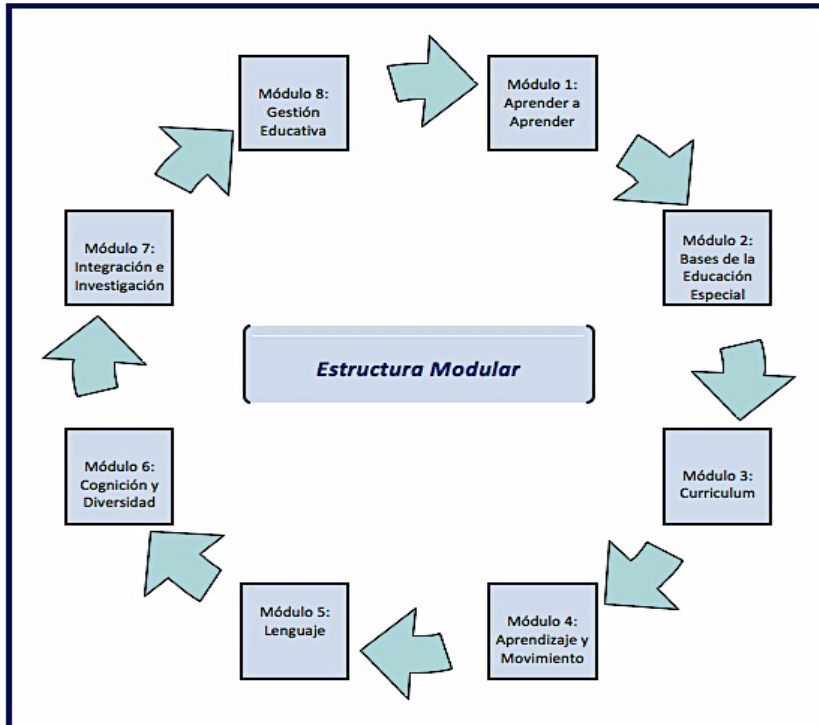 Módulo 8:
Gestión
Educativa
Módulo 1:
Aprender a
Aprender
Módulo 7:
Integración e
Investigación
Módulo 2:
Bases de la
Educación
Especial
Estructura Modular
Módulo 6:
Cognición y
Diversidad
Módulo 3:
Curriculum
Módulo 5:
Lenguaje
Módulo 4:
Aprendizaje y
Movimiento